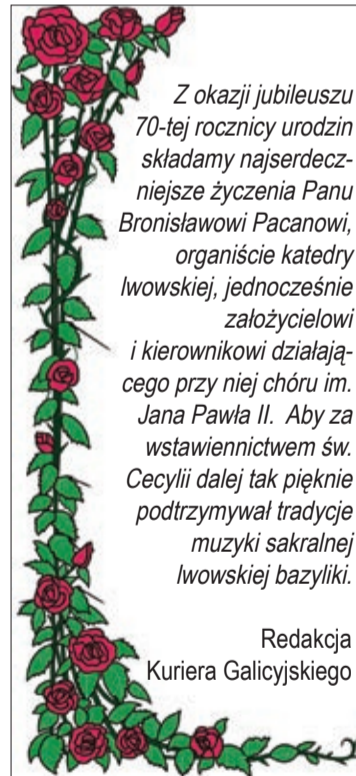 Z okazji jubileuszu
70-tej rocznicy urodzin
składamy najserdecz-
niejsze życzenia Panu
Bronisławowi Pacanowi,
organiście katedry
lwowskiej, jednocześnie
założycielowi
i kierownikowi działają-
cego przy niej chóru im.
Jana Pawła II. Aby za
wstawiennictwem św.
Cecylii dalej tak pięknie
podtrzymywał tradycje
muzyki sakralnej
lwowskiej bazyliki.
Redakcja
Kuriera Galicyjskiego